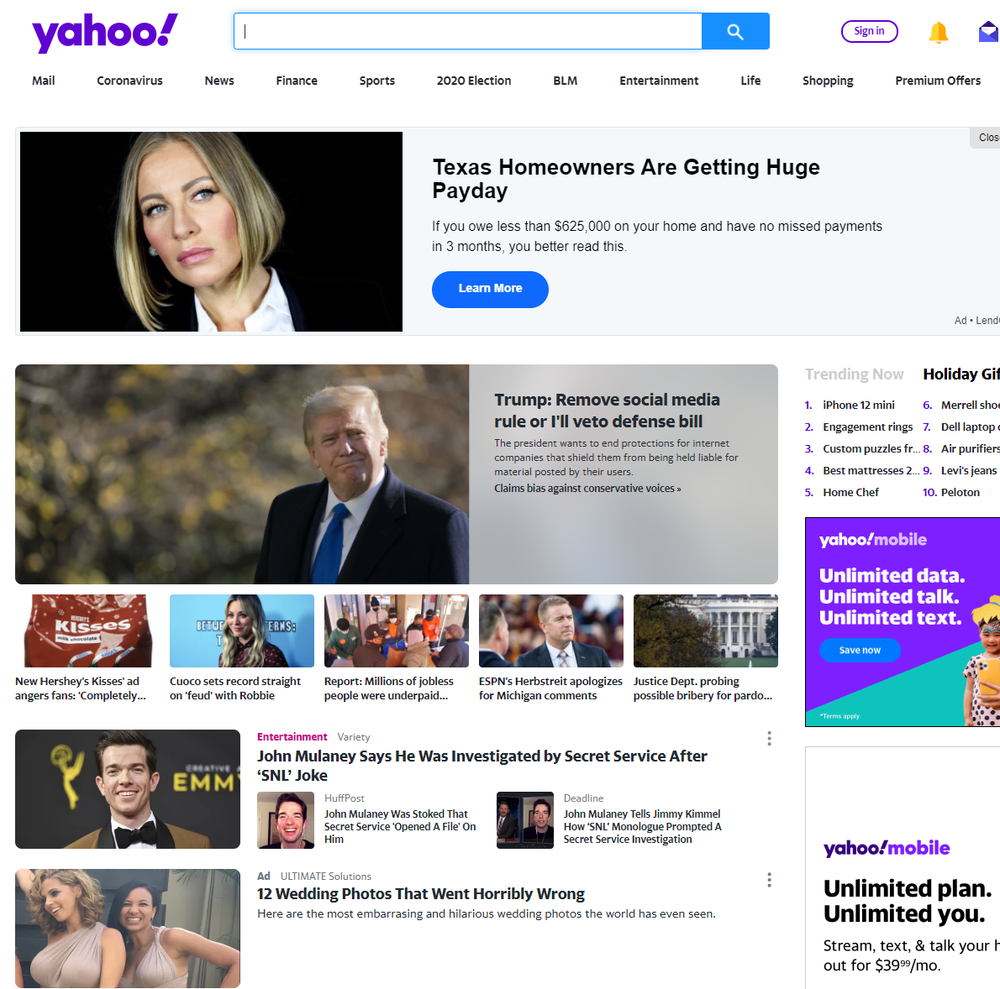 yahoo!
Sign in
Mail
Coronavirus
News
Finance
Sports
2020 Election
BLM
Entertainment
Life
Shopping
Premium Offers
Clos
Texas Homeowners Are Getting Huge
Payday
If you owe less than $625,000 on your home and have no missed payments
in 3 months, you better read this.
Learn More
Ad • Lend
Trump: Remove social media
rule or I'll veto defense bill
The president wants to end protections for internet
companies that shield them from being held liable for
material posted by their users.
Claims bias against conservative voices »
Trending Now
Holiday Gif
1. iPhone 12 mini
2. Engagement rings
3. Custom puzzles fr...
4. Best mattresses 2...
5. Home Chef
6. Merrell shoe
7. Dell laptop c
8. Air purifiers
9. Levi's jeans
10. Peloton
yahoo!mobile
Unlimited data.
Unlimited talk.
Unlimited text.
Save now
*Terms apply
HERSHEY'S
KISSES
milk chocolate
BETWE
TERMS:
New Hershey's Kisses' ad
angers fans: 'Completely...
Cuoco sets record straight
on 'feud' with Robbie
Report: Millions of jobless
people were underpaid...
ESPN's Herbstreit apologizes
for Michigan comments
Justice Dept. probing
possible bribery for pardo...
CREATIVE A
EMMY
Entertainment Variety
John Mulaney Says He Was Investigated by Secret Service After
‘SNL’ Joke
HuffPost
John Mulaney Was Stoked That
Secret Service 'Opened A File' On
Him
Deadline
John Mulaney Tells Jimmy Kimmel
How ‘SNL’ Monologue Prompted A
Secret Service Investigation
Ad ULTIMATE Solutions
12 Wedding Photos That Went Horribly Wrong
Here are the most embarrasing and hilarious wedding photos the world has even seen.
yahoo!mobile
Unlimited plan.
Unlimited you.
Stream, text, & talk your h
out for $39⁹⁹/mo.